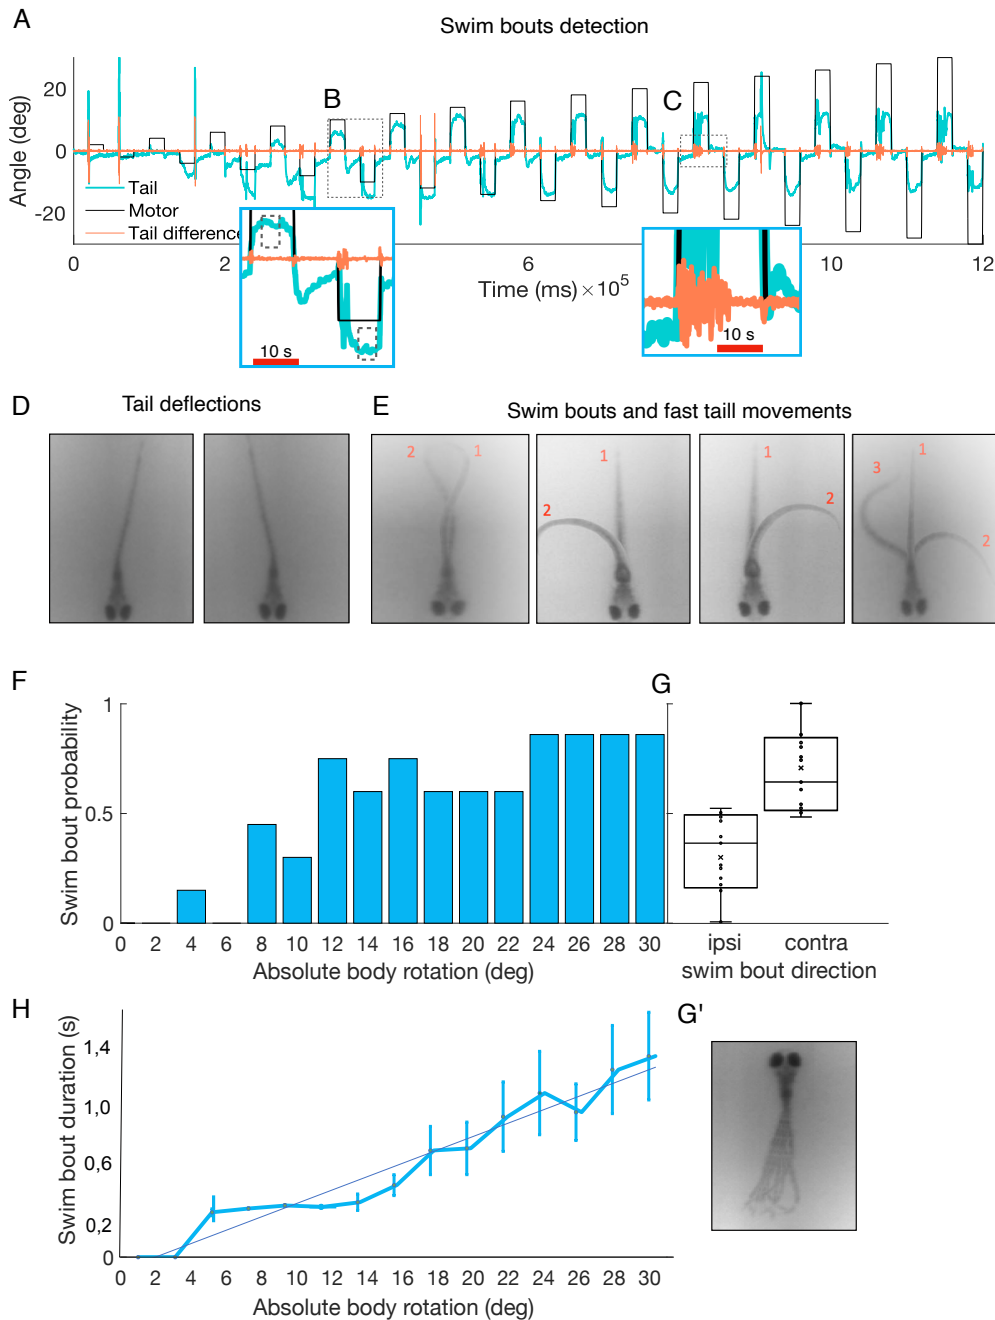 A
Swim bouts detection
B
C
20
0
-20
Angle (deg)
Tail
Motor
Tail difference
0
2
6
10
12
Time (ms) ×10⁵
10 s
10 s
D
Tail deflections
E
Swim bouts and fast taill movements
2
1
1
2
1
2
1
3
2
F
G
Swim bout probability
1
0.5
0
0 2 4 6 8 10 12 14 16 18 20 22 24 26 28 30
Absolute body rotation (deg)
ipsi contra
swim bout direction
H
G'
Swim bout duration (s)
1,4
1,0
0,6
0,2
0
0 2 4 6 8 10 12 14 16 18 20 22 24 26 28 30
Absolute body rotation (deg)